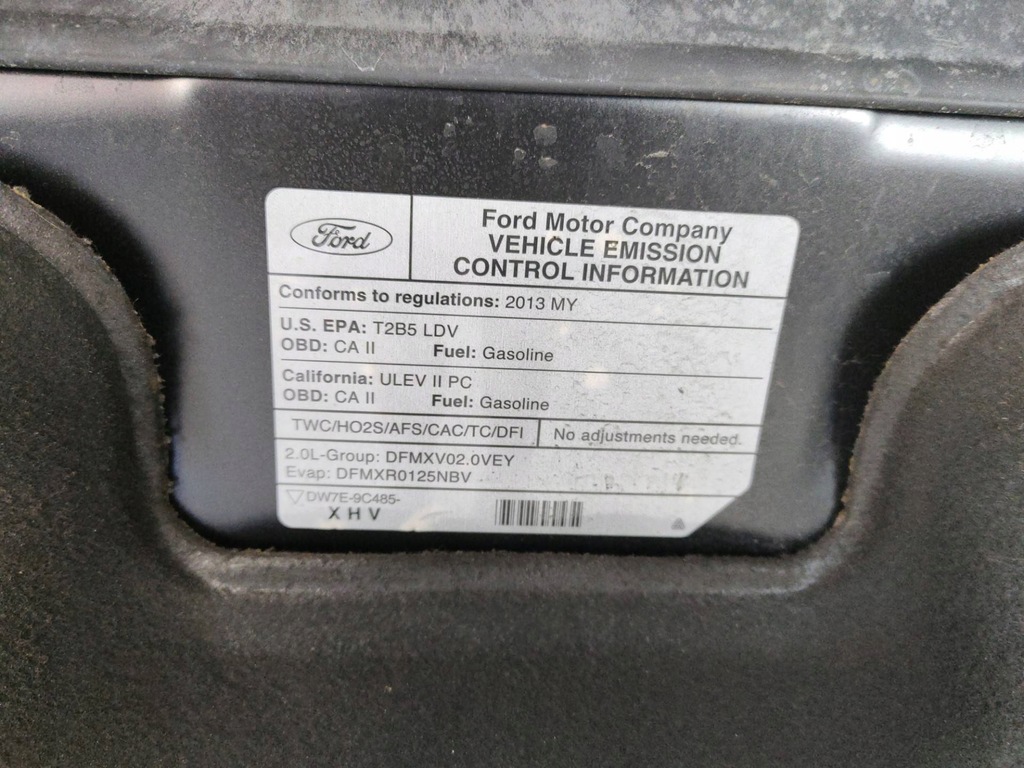 Ford
Ford Motor Company
VEHICLE EMISSION
CONTROL INFORMATION
Conforms to regulations: 2013 MY
U.S. EPA: T2B5 LDV
OBD: CA II Fuel: Gasoline
California: ULEV II PC
OBD: CA II Fuel: Gasoline
TWC/HO2S/AFS/CAC/TC/DFI No adjustments needed.
2.0L-Group: DFMXV02.0VEY
Evap: DFMXR0125NBV
DW7E-9C485-
X H V